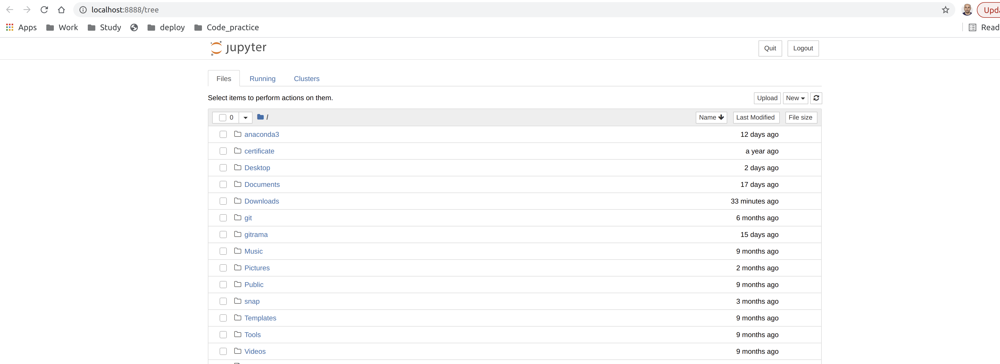 localhost:8888/tree
Upda
Apps Work Study deploy Code_practice Read
jupyter Quit Logout
Files Running Clusters
Select items to perform actions on them. Upload New
0 / Name Last Modified File size
anaconda3 12 days ago
certificate a year ago
Desktop 2 days ago
Documents 17 days ago
Downloads 33 minutes ago
git 6 months ago
gitrama 15 days ago
Music 9 months ago
Pictures 2 months ago
Public 9 months ago
snap 3 months ago
Templates 9 months ago
Tools 9 months ago
Videos 9 months ago